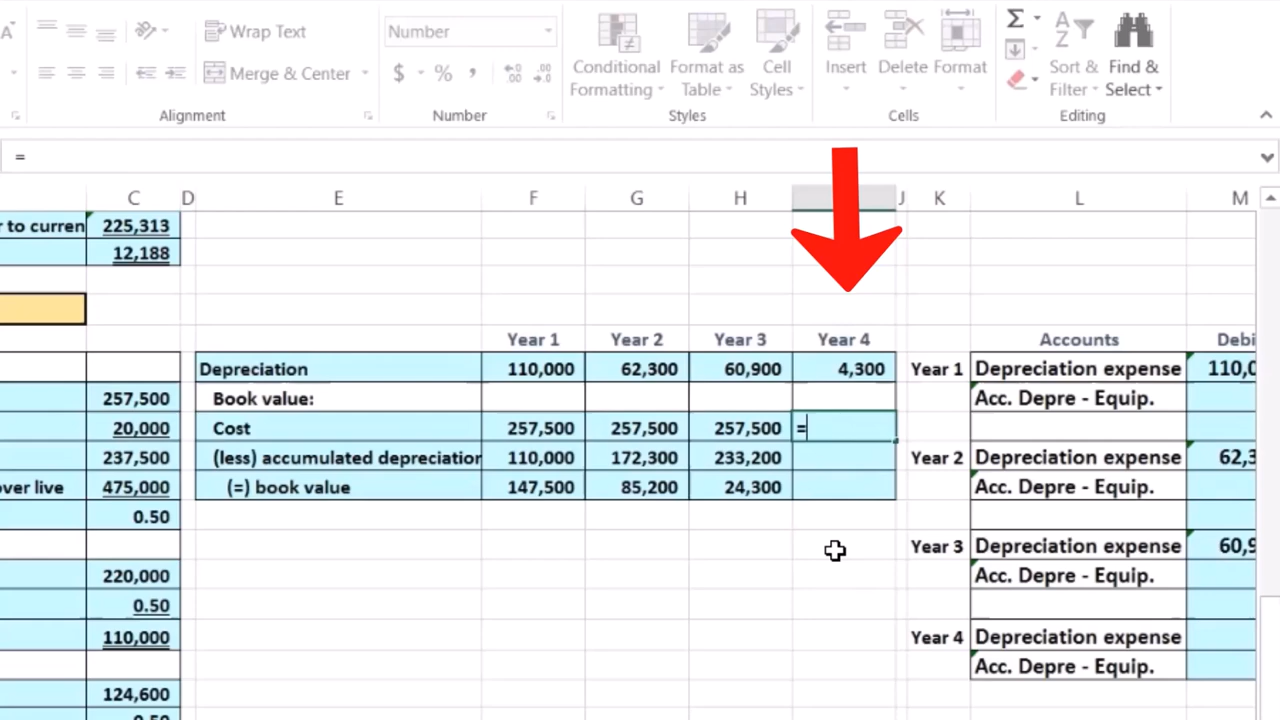 A
Wrap Text
Merge & Center
Alignment
Number
$ % ,
Number
Conditional Formatting
Format as Table
Cell Styles
Styles
Insert
Delete
Format
Cells
Σ
Sort & Filter
Find & Select
Editing
=
C D E F G H J K L M
r to curren 225,313
12,188
Year 1 Year 2 Year 3 Year 4 Accounts Debi
Depreciation 110,000 62,300 60,900 4,300 Year 1 Depreciation expense 110,0
257,500 Book value: Acc. Depre - Equip.
20,000 Cost 257,500 257,500 257,500 =
237,500 (less) accumulated depreciation 110,000 172,300 233,200 Year 2 Depreciation expense 62,3
over live 475,000 (=) book value 147,500 85,200 24,300 Acc. Depre - Equip.
0.50
Year 3 Depreciation expense 60,9
220,000 Acc. Depre - Equip.
0.50
110,000 Year 4 Depreciation expense
Acc. Depre - Equip.
124,600